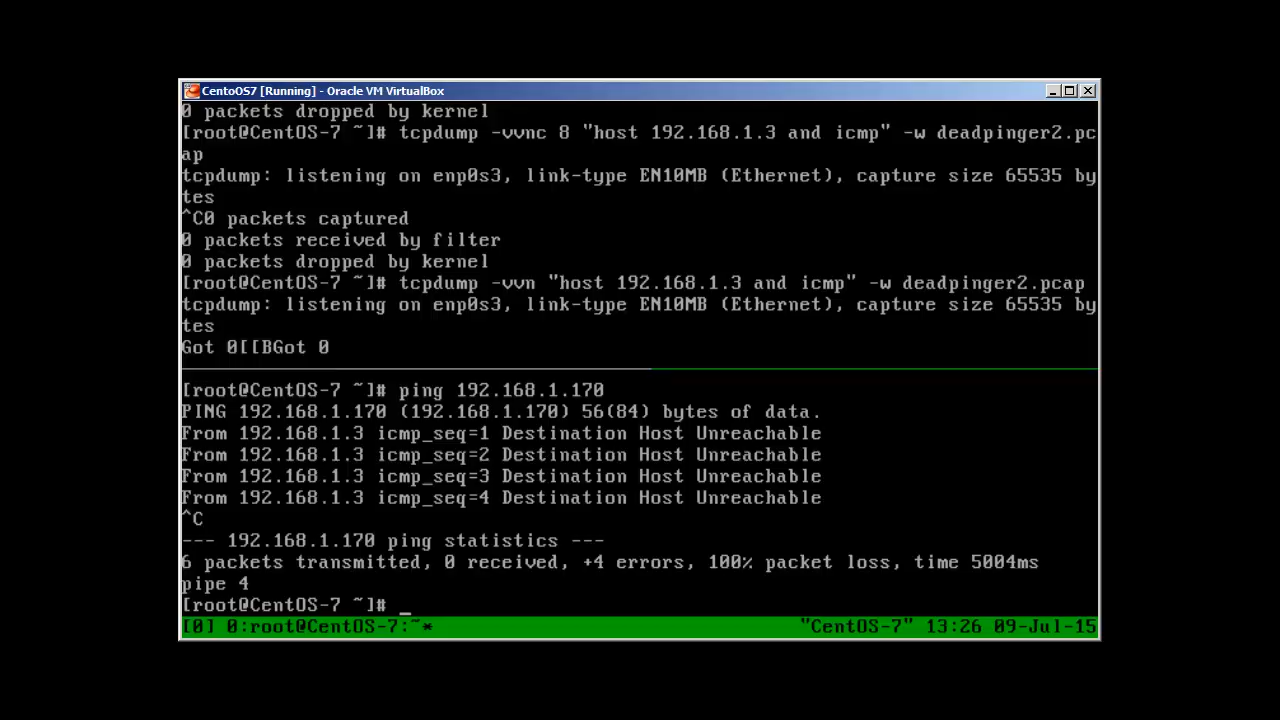 CentoOS7 [Running] - Oracle VM VirtualBox
0 packets dropped by kernel
[root@CentOS-7 ~]# tcpdump -vvnc 8 "host 192.168.1.3 and icmp" -w deadpinger2.pc
ap
tcpdump: listening on enp0s3, link-type EN10MB (Ethernet), capture size 65535 by
tes
^C0 packets captured
0 packets received by filter
0 packets dropped by kernel
[root@CentOS-7 ~]# tcpdump -vvn "host 192.168.1.3 and icmp" -w deadpinger2.pcap
tcpdump: listening on enp0s3, link-type EN10MB (Ethernet), capture size 65535 by
tes
Got 0[[BGot 0
[root@CentOS-7 ~]# ping 192.168.1.170
PING 192.168.1.170 (192.168.1.170) 56(84) bytes of data.
From 192.168.1.3 icmp_seq=1 Destination Host Unreachable
From 192.168.1.3 icmp_seq=2 Destination Host Unreachable
From 192.168.1.3 icmp_seq=3 Destination Host Unreachable
From 192.168.1.3 icmp_seq=4 Destination Host Unreachable
^C
--- 192.168.1.170 ping statistics ---
6 packets transmitted, 0 received, +4 errors, 100% packet loss, time 5004ms
pipe 4
[root@CentOS-7 ~]# _
[0] 0:root@CentOS-7:~* "CentOS-7" 13:26 09-Jul-15